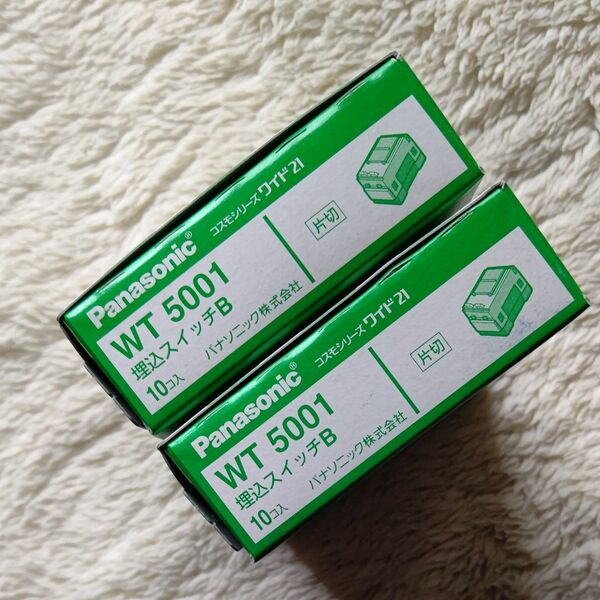 Panasonic® コスモシリーズ ワイド21
WT 5001 片切
埋込スイッチB
10コ入 パナソニック株式会社
Panasonic® コスモシリーズ ワイド21
WT 5001 片切
埋込スイッチB
10コ入 パナソニック株式会社